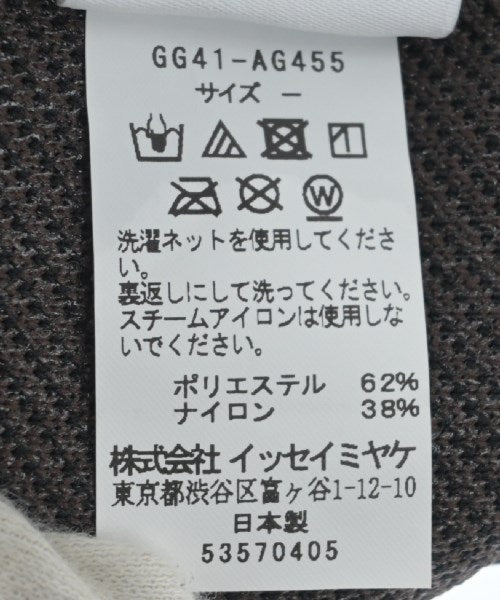 GG41-AG455
サイズ ー
W
洗濯ネットを使用してくださ
い。
裏返しにして洗ってください。
スチームアイロンは使用しな
いでください。
ポリエステル 62%
ナイロン 38%
株式会社 イッセイミヤケ
東京都渋谷区富ヶ谷1-12-10
日本製
53570405